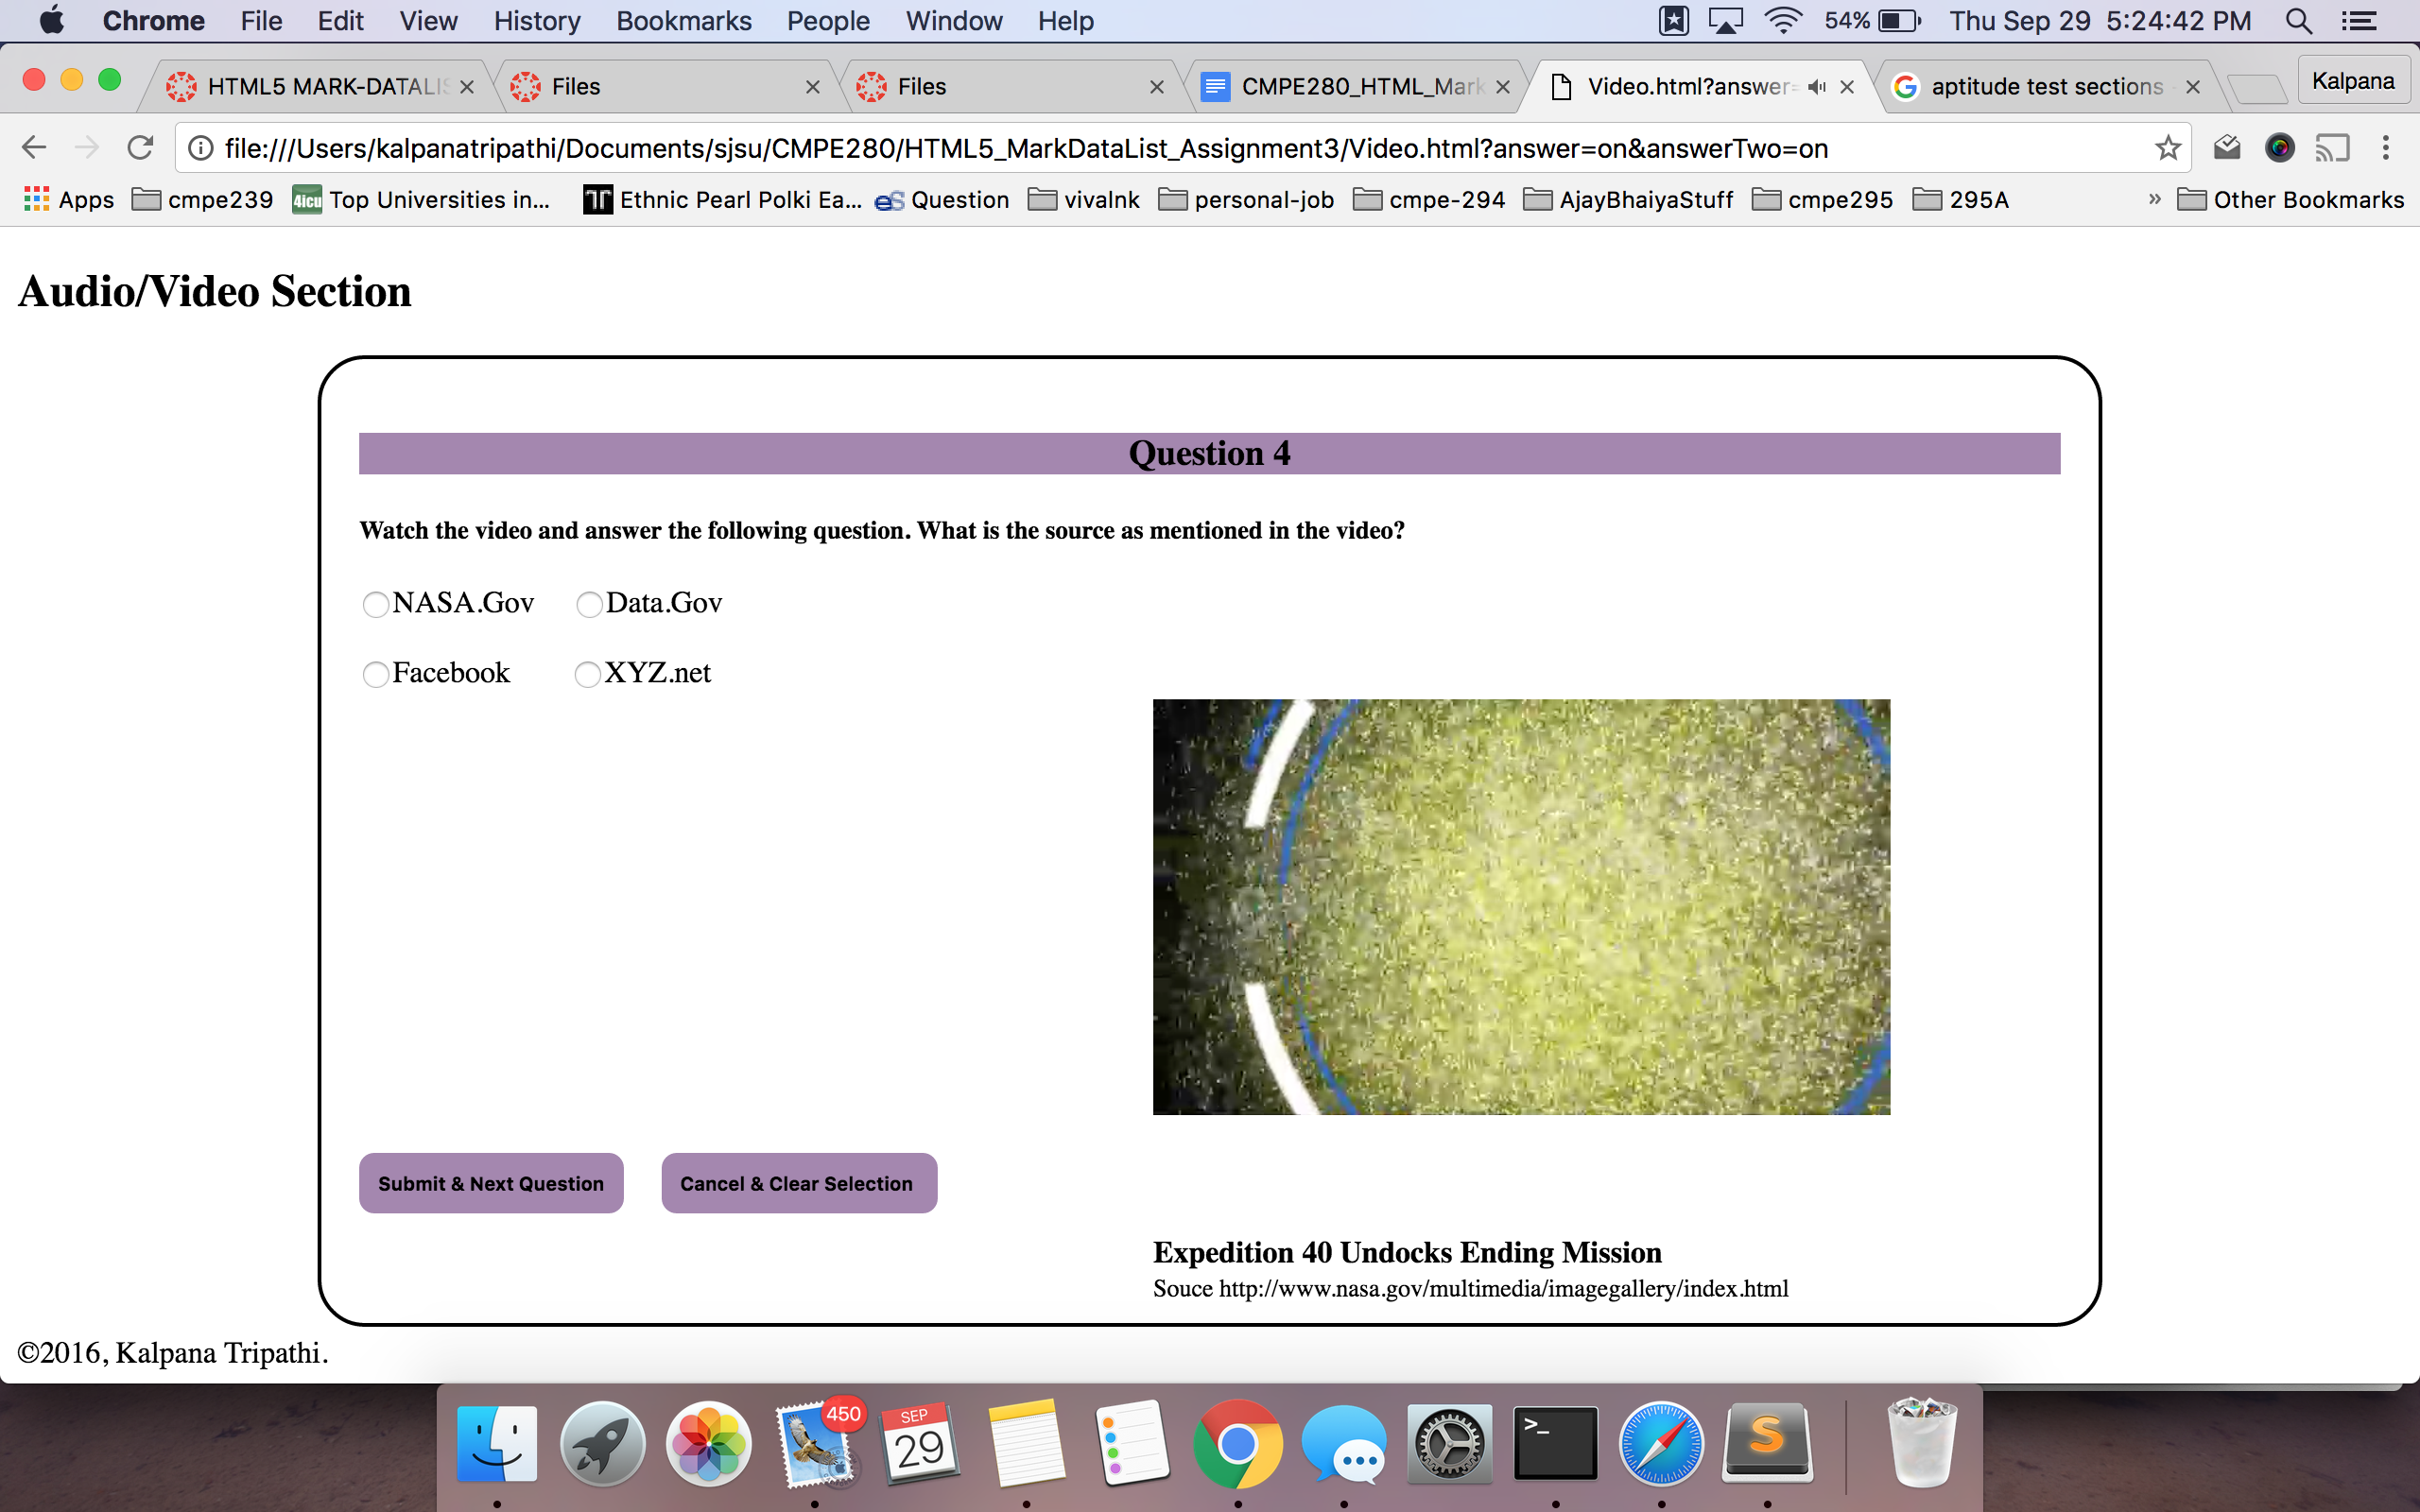 Chrome File Edit View History Bookmarks People Window Help 54% Thu Sep 29 5:24:42 PM
HTML5 MARK-DATALIS Files Files CMPE280_HTML_Mark Video.html?answer= aptitude test sections Kalpana
file:///Users/kalpanatripathi/Documents/sjsu/CMPE280/HTML5_MarkDataList_Assignment3/Video.html?answer=on&answerTwo=on
Apps cmpe239 4icu Top Universities in... Ethnic Pearl Polki Ea... eS Question vivalnk personal-job cmpe-294 AjayBhaiyaStuff cmpe295 295A » Other Bookmarks
Audio/Video Section
Question 4
Watch the video and answer the following question. What is the source as mentioned in the video?
NASA.Gov Data.Gov
Facebook XYZ.net
Submit & Next Question Cancel & Clear Selection
Expedition 40 Undocks Ending Mission
Souce http://www.nasa.gov/multimedia/imagegallery/index.html
©2016, Kalpana Tripathi.
450
SEP
29
>_
S